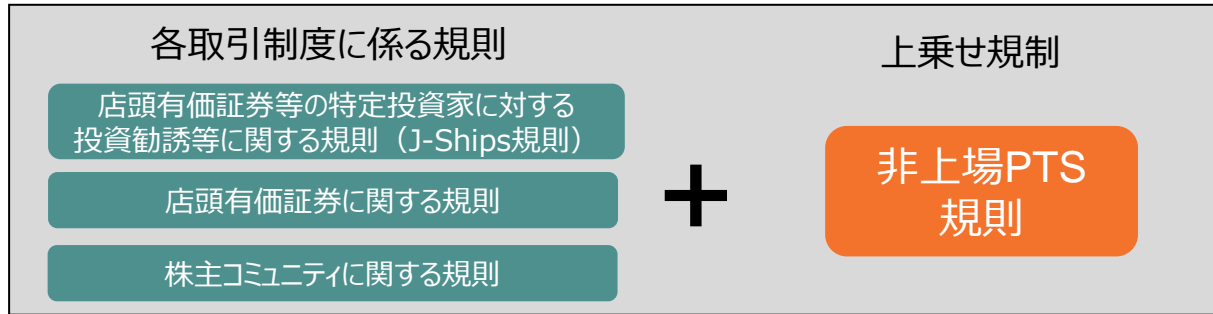 各取引制度に係る規則
店頭有価証券等の特定投資家に対する
投資勧誘等に関する規則（J-Ships規則）
店頭有価証券に関する規則
株主コミュニティに関する規則
+
上乗せ規制
非上場PTS
規則